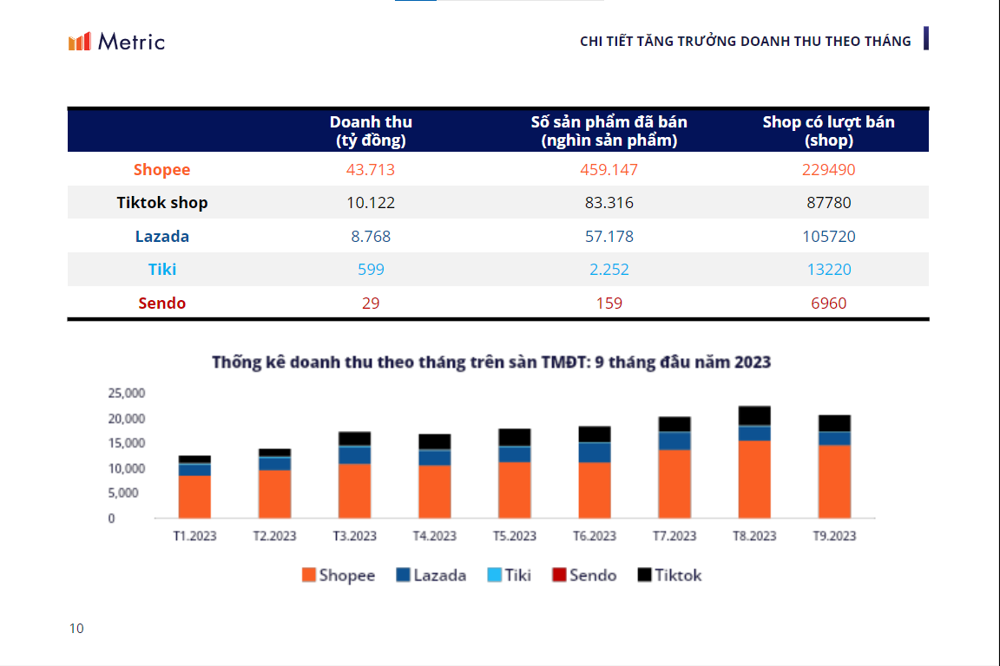 Metric
CHI TIẾT TĂNG TRƯỞNG DOANH THU THEO THÁNG
Doanh thu (tỷ đồng) Số sản phẩm đã bán (nghìn sản phẩm) Shop có lượt bán (shop)
Shopee 43.713 459.147 229490
Tiktok shop 10.122 83.316 87780
Lazada 8.768 57.178 105720
Tiki 599 2.252 13220
Sendo 29 159 6960
Thống kê doanh thu theo tháng trên sàn TMĐT: 9 tháng đầu năm 2023
25,000
20,000
15,000
10,000
5,000
0
T1.2023 T2.2023 T3.2023 T4.2023 T5.2023 T6.2023 T7.2023 T8.2023 T9.2023
Shopee Lazada Tiki Sendo Tiktok
10